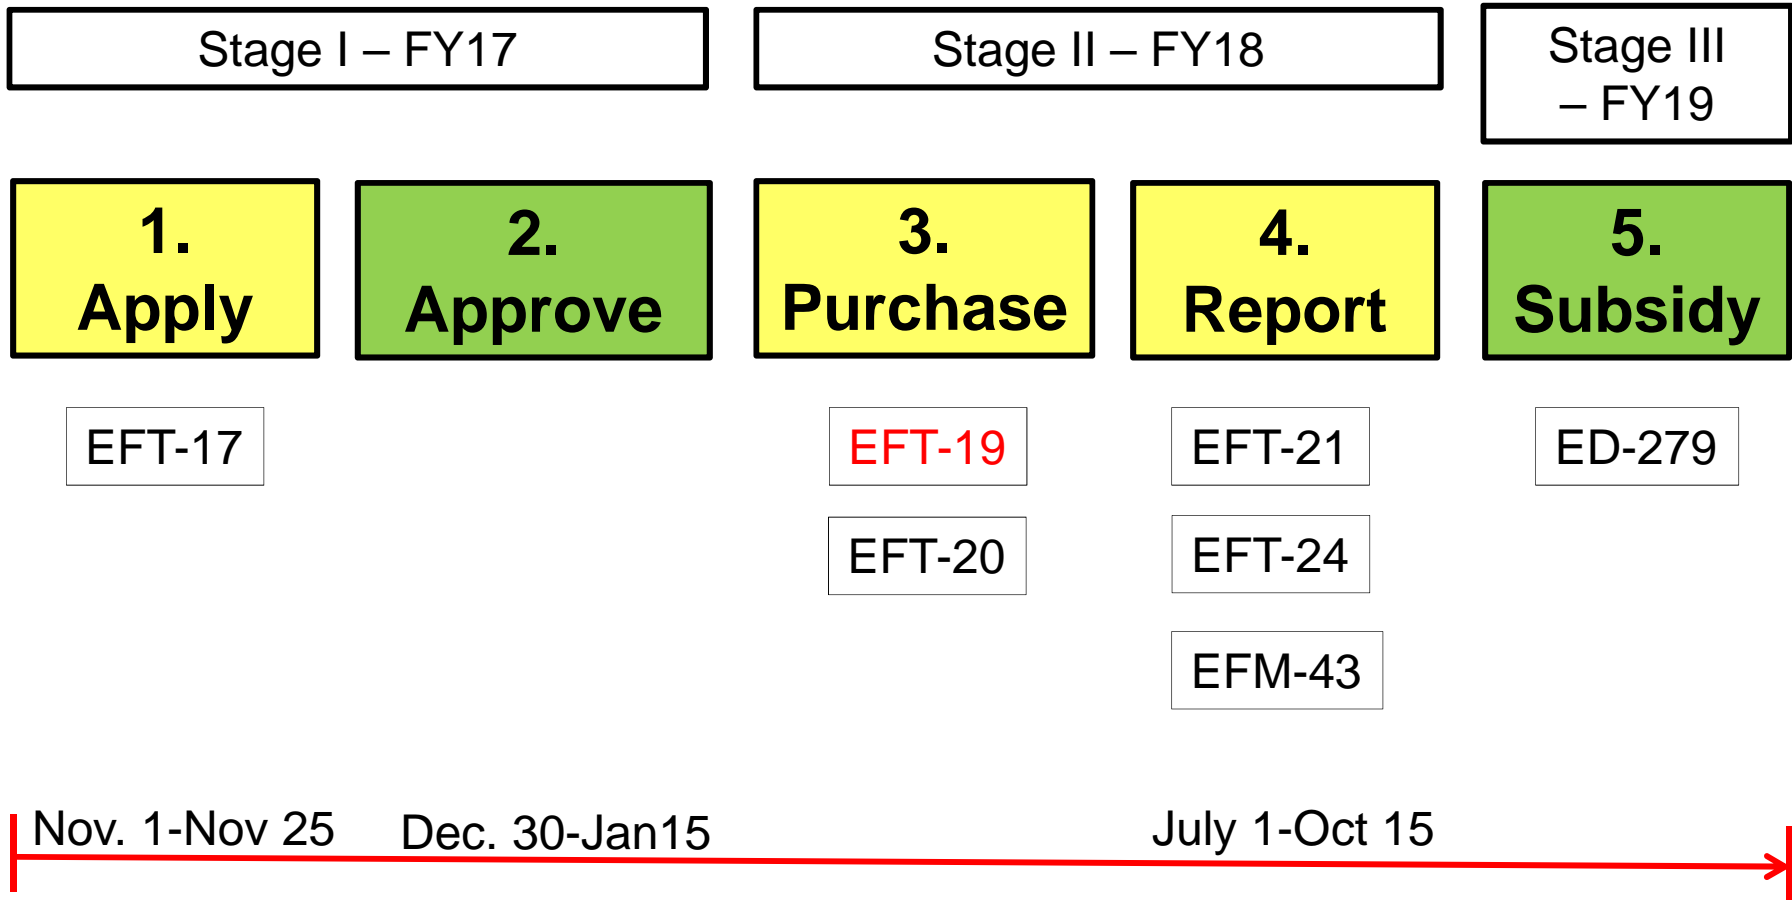 Stage I – FY17
Stage II – FY18
Stage III
– FY19
1.
Apply
2.
Approve
3.
Purchase
4.
Report
5.
Subsidy
EFT-17
EFT-19
EFT-21
ED-279
EFT-20
EFT-24
EFM-43
Nov. 1-Nov 25
Dec. 30-Jan15
July 1-Oct 15